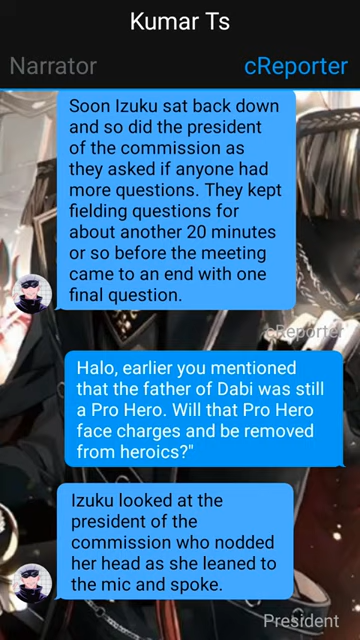 Kumar Ts
Narrator
cReporter
Soon Izuku sat back down
and so did the president
of the commission as
they asked if anyone had
more questions. They kept
fielding questions for
about another 20 minutes
or so before the meeting
came to an end with one
final question.
cReporter
Halo, earlier you mentioned
that the father of Dabi was still
a Pro Hero. Will that Pro Hero
face charges and be removed
from heroics?"
Izuku looked at the
president of the
commission who nodded
her head as she leaned to
the mic and spoke.
President